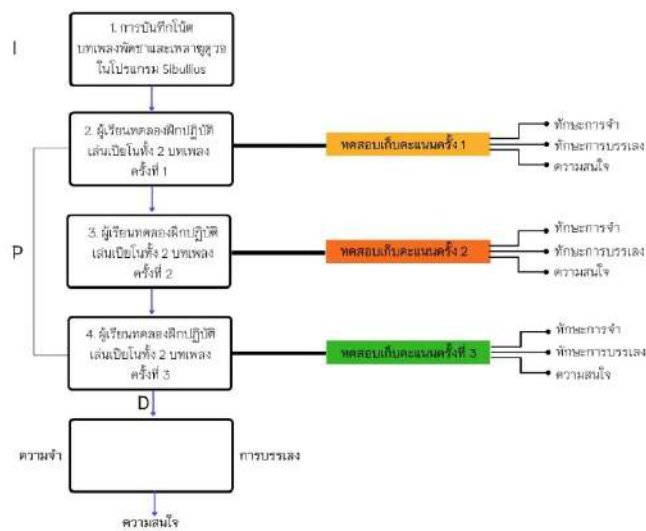 I
1. การบันทึกโน้ต
บทเพลงพัดชาและเพลาฆูดูวอ
ในโปรแกรม Sibullius
2. ผู้เรียนทดลองฝึกปฏิบัติ
เล่นเปียโนทั้ง 2 บทเพลง
ครั้งที่ 1
ทดสอบเก็บคะแนนครั้ง 1
ทักษะการจำ
ทักษะการบรรเลง
ความสนใจ
P
3. ผู้เรียนทดลองฝึกปฏิบัติ
เล่นเปียโนทั้ง 2 บทเพลง
ครั้งที่ 2
ทดสอบเก็บคะแนนครั้ง 2
ทักษะการจำ
ทักษะการบรรเลง
ความสนใจ
4. ผู้เรียนทดลองฝึกปฏิบัติ
เล่นเปียโนทั้ง 2 บทเพลง
ครั้งที่ 3
ทดสอบเก็บคะแนนครั้งที่ 3
ทักษะการจำ
ทักษะการบรรเลง
ความสนใจ
D
ความจำ
การบรรเลง
ความสนใจ